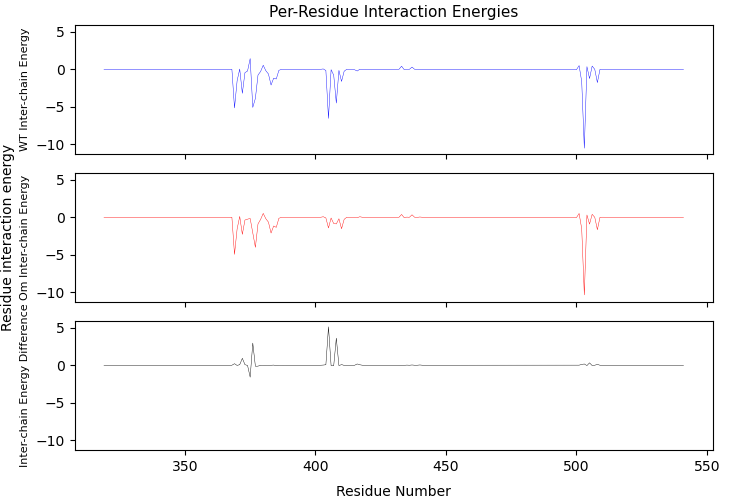 Per-Residue Interaction Energies
5
0
−5
−10
WT Inter-chain Energy
5
0
−5
−10
Om Inter-chain Energy
5
0
−5
−10
Inter-chain Energy Difference
Residue interaction energy
350
400
450
500
550
Residue Number